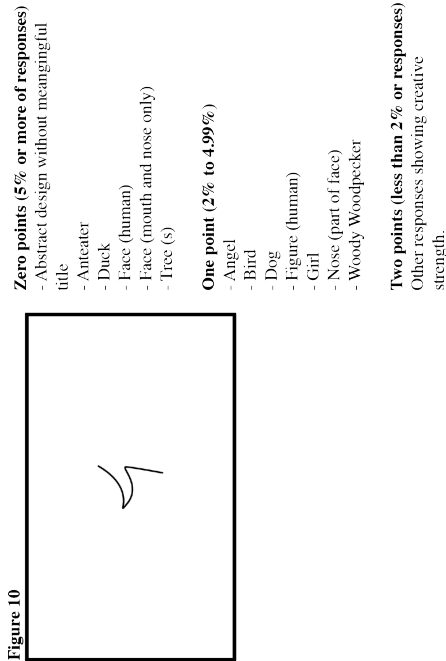 Figure 10
Zero points (5% or more of responses)
- Abstract design without meangingful
title
- Anteater
- Duck
- Face (human)
- Face (mouth and nose only)
- Tree (s)
One point (2% to 4.99%)
- Angel
- Bird
- Dog
- Figure (human)
- Girl
- Nose (part of face)
- Woody Woodpecker
Two points (less than 2% or responses)
Other responses showing creative
strength.